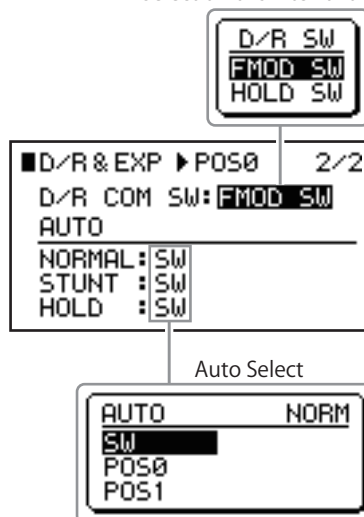 D/R SW
FMOD SW
HOLD SW
■D/R & EXP ▶POS0 2/2
D/R COM SW:FMOD SW
AUTO
NORMAL:SW
STUNT :SW
HOLD :SW
Auto Select
AUTO NORM
SW
POS0
POS1